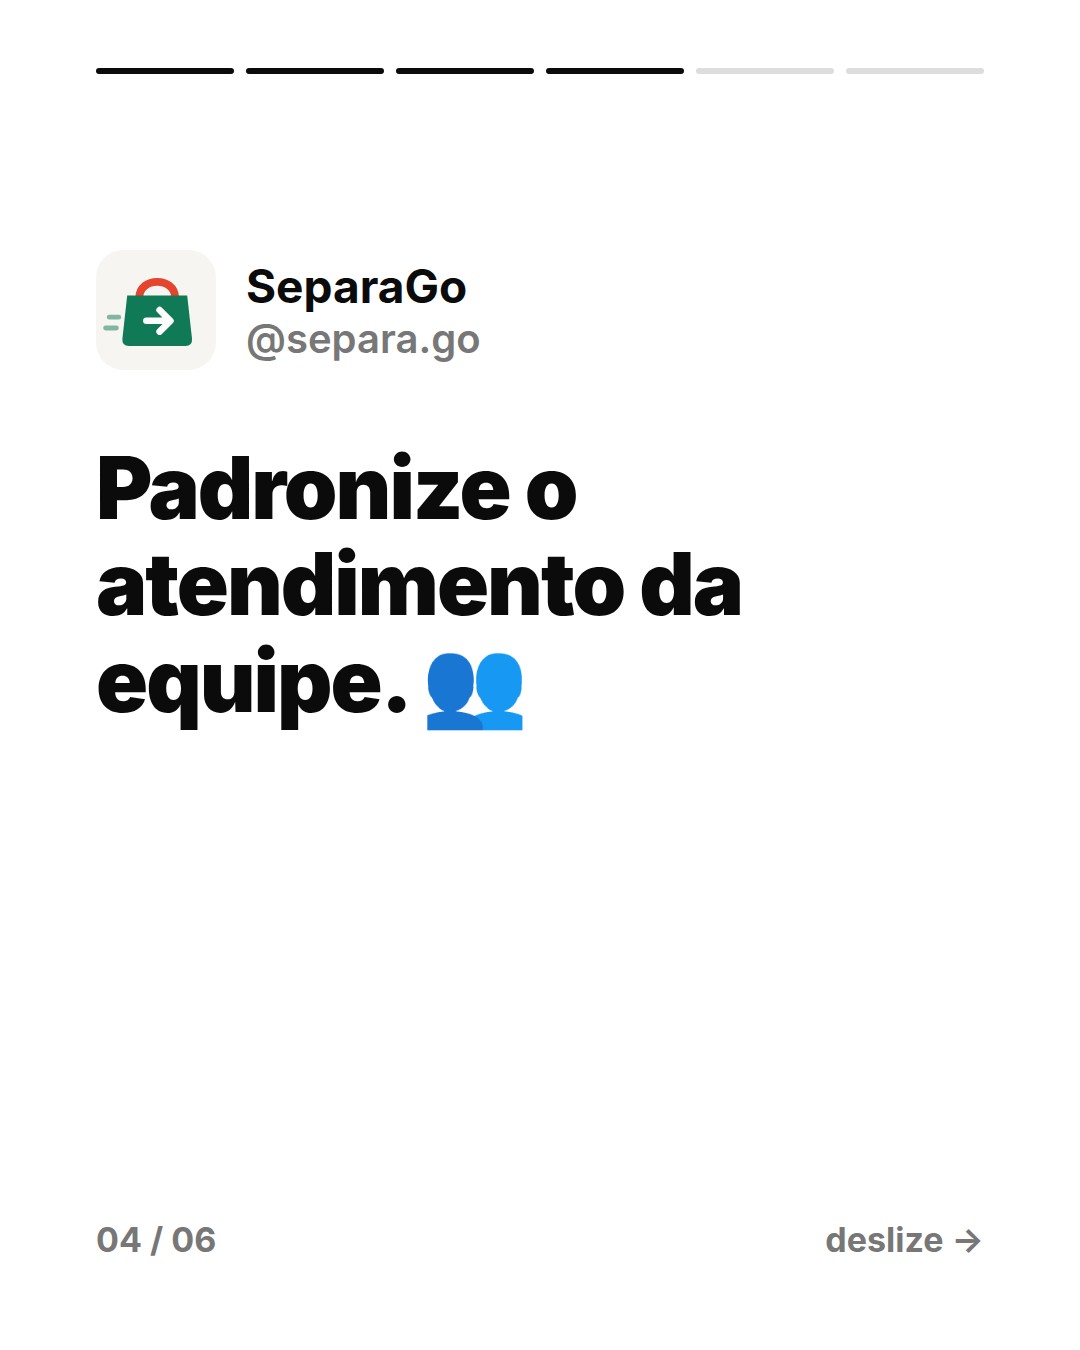 SeparaGo
@separa.go
Padronize o
atendimento da
equipe. 👥
04 / 06
deslize →